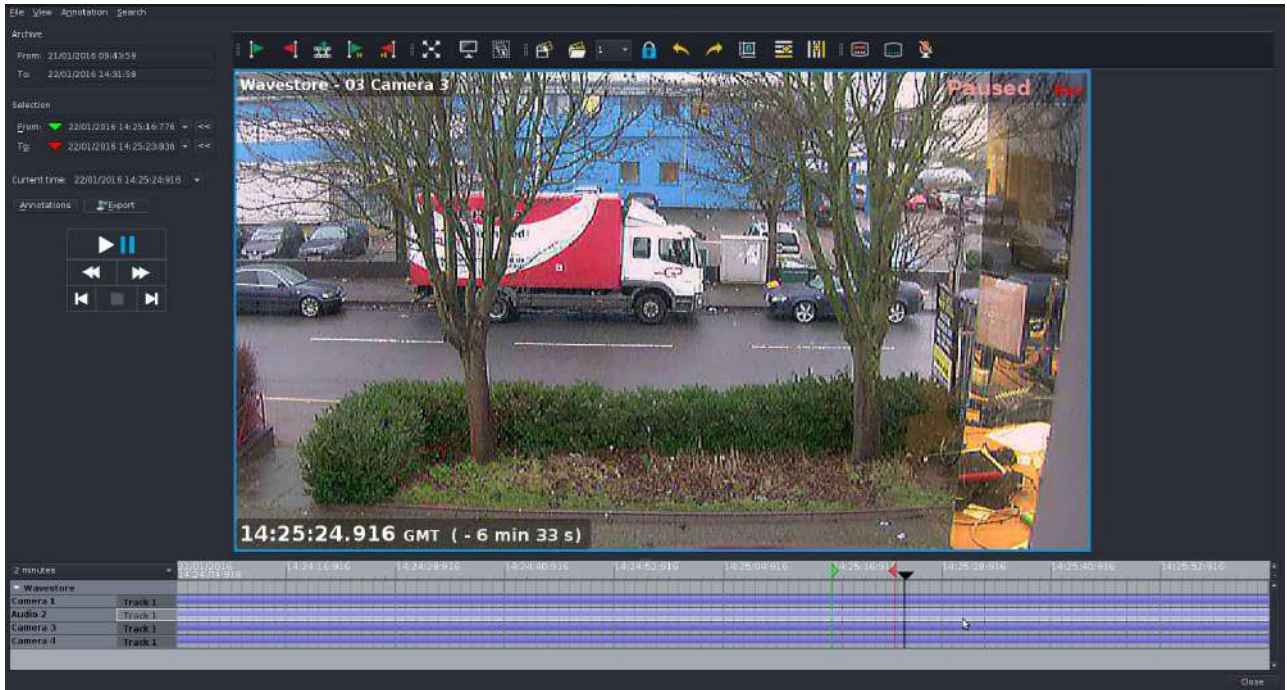 File View Annotation Search
Archive
From: 21/01/2016 09:43:59
To: 22/01/2016 14:31:58
Selection
From: 22/01/2016 14:25:16:776 <<
To: 22/01/2016 14:25:23:836 <<
Current time: 22/01/2016 14:25:24:916
Annotations Export
1
Wavestore - 03 Camera 3
Paused
14:25:24.916 GMT ( - 6 min 33 s)
2 minutes
22/01/2016
14:24:04:916 14:24:16:916 14:24:28:916 14:24:40:916 14:24:52:916 14:25:04:916 14:25:16:916 14:25:28:916 14:25:40:916 14:25:52:916
Wavestore
Camera 1 Track 1
Audio 2 Track 1
Camera 3 Track 1
Camera 4 Track 1
Close